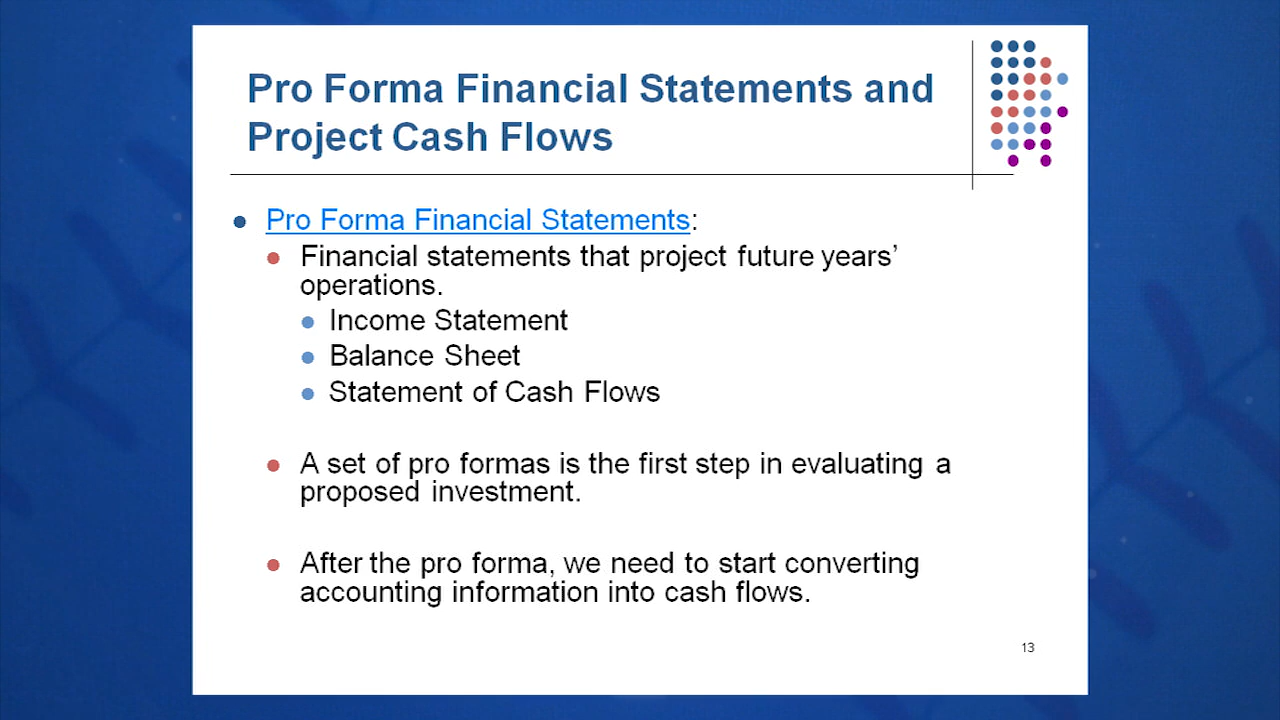 Pro Forma Financial Statements and
Project Cash Flows
Pro Forma Financial Statements:
Financial statements that project future years’
operations.
Income Statement
Balance Sheet
Statement of Cash Flows
A set of pro formas is the first step in evaluating a
proposed investment.
After the pro forma, we need to start converting
accounting information into cash flows.
13